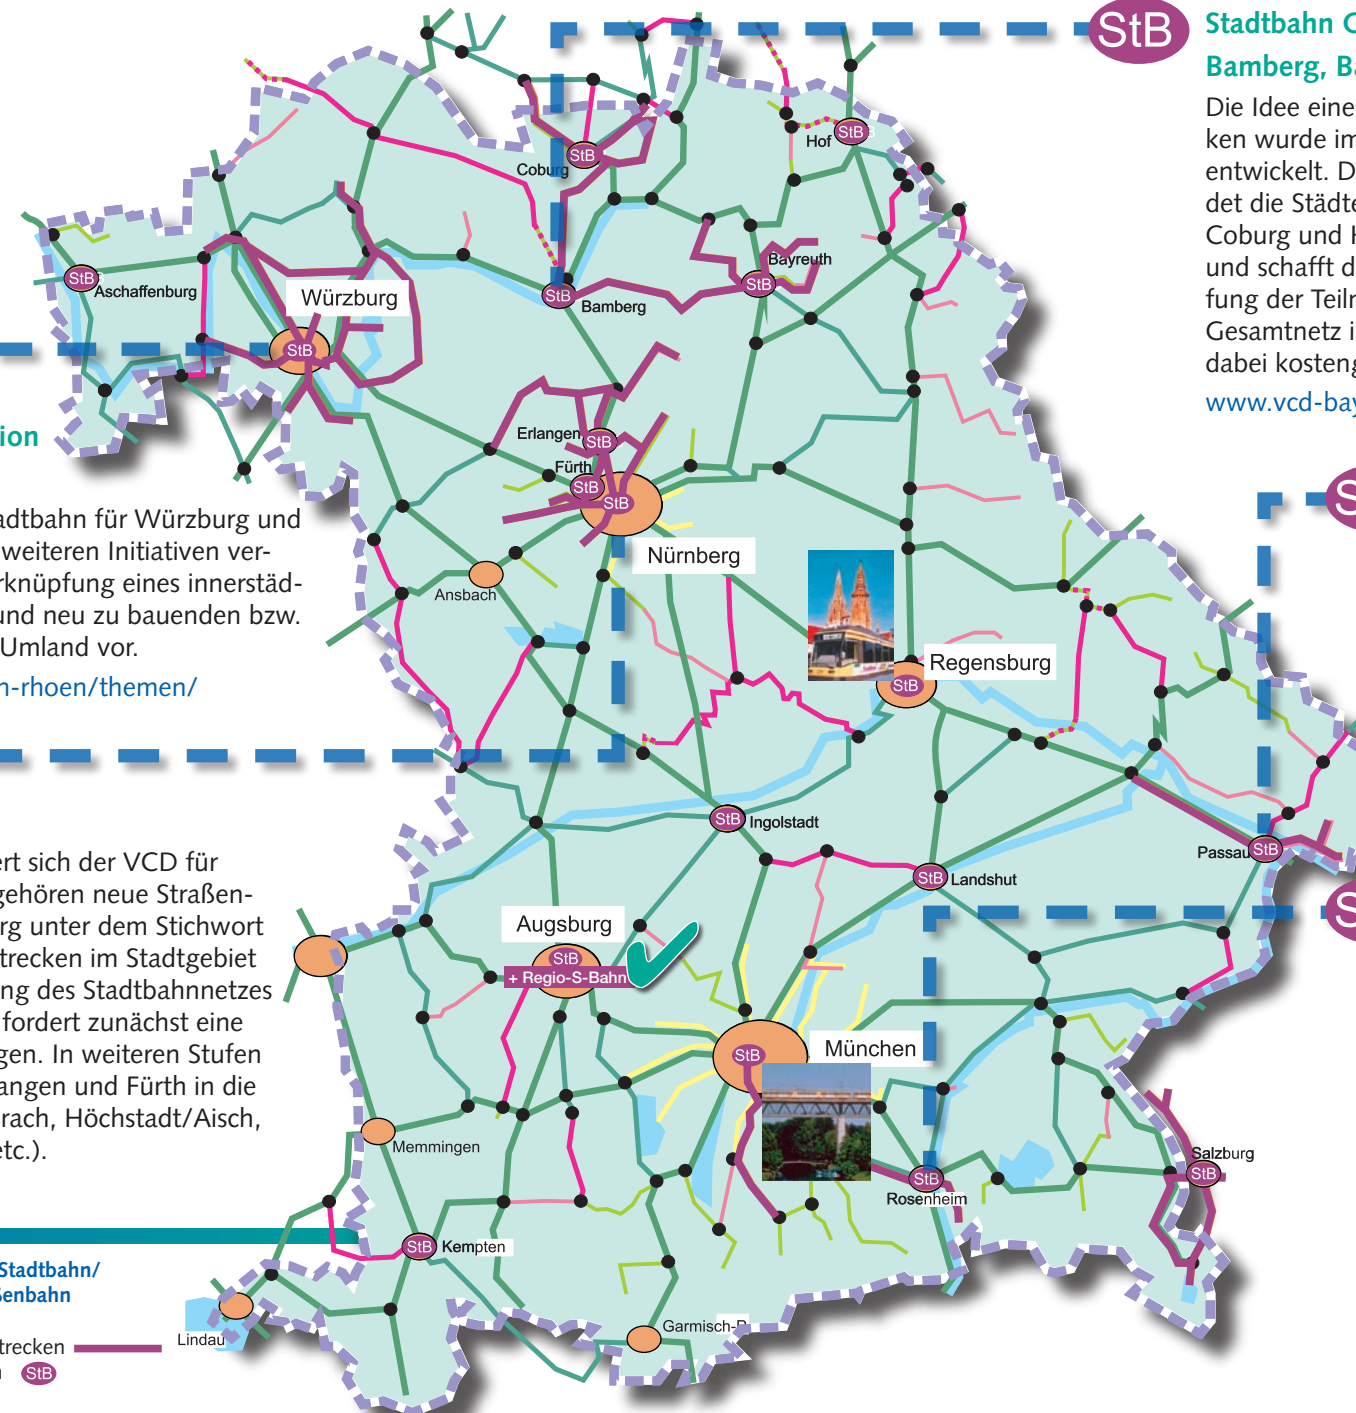 StB
Stadtbahn
Bamberg,
Die Idee eine
ken wurde im
entwickelt. D
det die Städte
Coburg und
und schafft d
fung der Teil
Gesamtnetz i
dabei kosten
www.vcd-bay
Hof
StB
StB
Coburg
StB
Aschaffenburg
Würzburg
StB
StB
Bamberg
StB
Bayreuth
ion
Erlangen
StB
Fürth
StB
StB
Nürnberg
Ansbach
adtbahn für Würzburg und
weiteren Initiativen ver-
rknüpfung eines innerstäd-
und neu zu bauenden bzw.
Umland vor.
n-rhoen/themen/
Regensburg
StB
StB
Ingolstadt
StB
Landshut
Passau
StB
ert sich der VCD für
gehören neue Straßen-
rg unter dem Stichwort
trecken im Stadtgebiet
ng des Stadtbahnnetzes
fordert zunächst eine
gen. In weiteren Stufen
angen und Fürth in die
rach, Höchstadt/Aisch,
etc.).
Augsburg
StB
+ Regio-S-Bahn
StB
München
Memmingen
StB
Rosenheim
Salzburg
StB
StB
Kempten
Lindau
Garmisch-P
Stadtbahn/
ßenbahn
trecken
StB